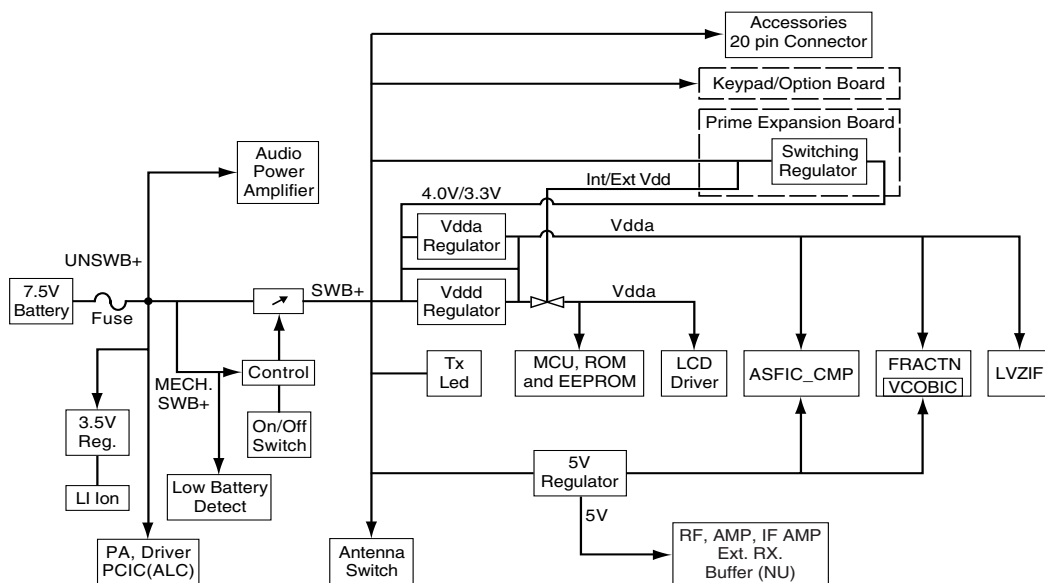 Accessories
20 pin Connector
Keypad/Option Board
Prime Expansion Board
Switching
Regulator
Audio
Power
Amplifier
Int/Ext Vdd
4.0V/3.3V
Vdda
Regulator
Vdda
UNSWB+
7.5V
Battery
Fuse
SWB+
Vddd
Regulator
Vdda
MECH.
SWB+
Control
Tx
Led
MCU, ROM
and EEPROM
LCD
Driver
ASFIC_CMP
FRACTN
VCOBIC
LVZIF
3.5V
Reg.
On/Off
Switch
LI Ion
Low Battery
Detect
5V
Regulator
5V
PA, Driver
PCIC(ALC)
Antenna
Switch
RF, AMP, IF AMP
Ext. RX.
Buffer (NU)